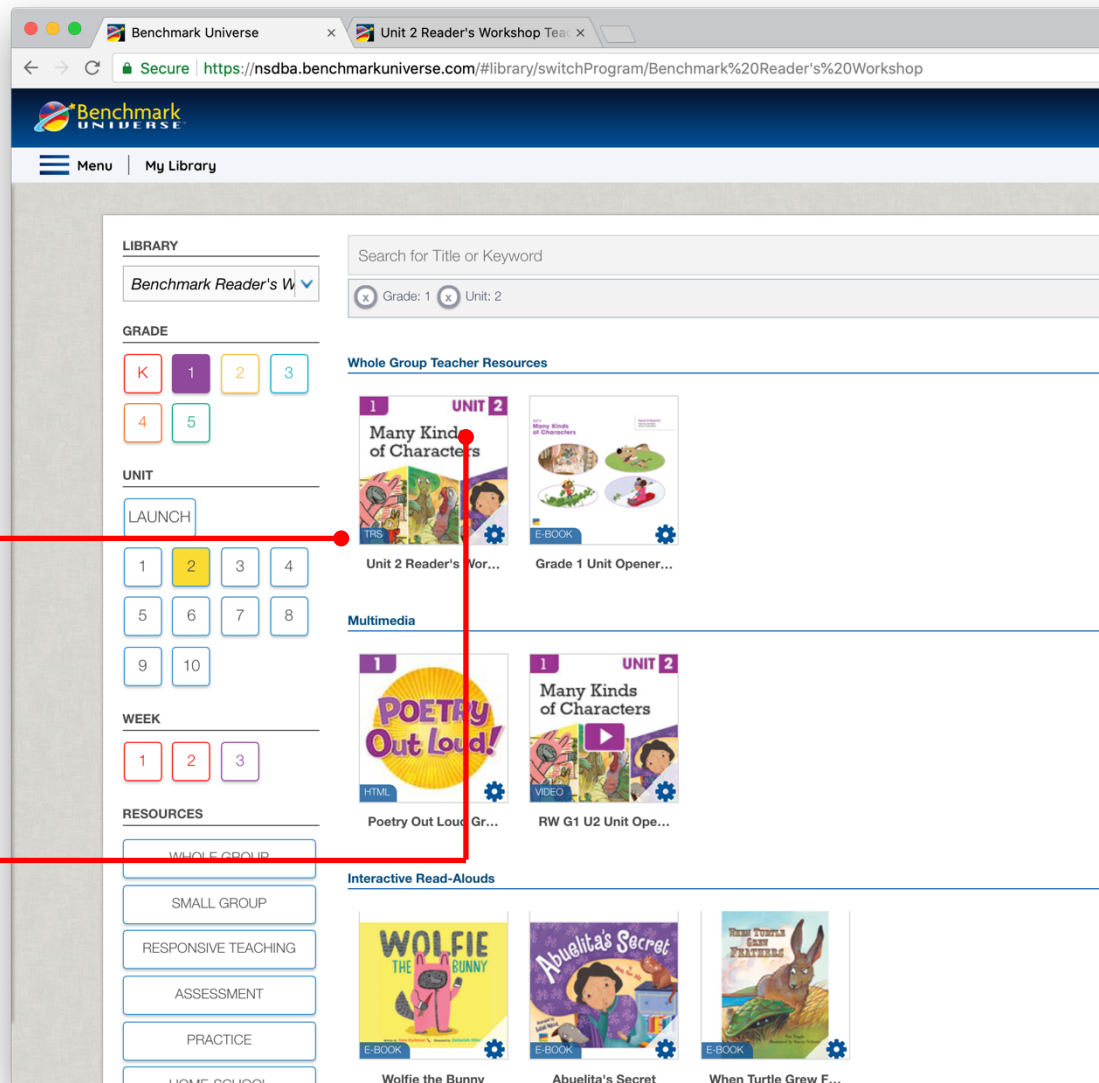 Benchmark Universe
Unit 2 Reader's Workshop Teac
Secure https://nsdba.benchmarkuniverse.com/#library/switchProgram/Benchmark%20Reader's%20Workshop
Benchmark
UNIVERSE
Menu
My Library
LIBRARY
Benchmark Reader's W
GRADE
K 1 2 3
4 5
UNIT
LAUNCH
1 2 3 4
5 6 7 8
9 10
WEEK
1 2 3
RESOURCES
WHOLE GROUP
SMALL GROUP
RESPONSIVE TEACHING
ASSESSMENT
PRACTICE
HOME-SCHOOL
Search for Title or Keyword
x Grade: 1 x Unit: 2
Whole Group Teacher Resources
1 UNIT 2
Many Kinds
of Characters
TRS
Unit 2 Reader's Wor...
Many Kinds
of Characters
E-BOOK
Grade 1 Unit Opener...
Multimedia
1
POETRY
Out Loud!
HTML
Poetry Out Loud Gr...
1 UNIT 2
Many Kinds
of Characters
VIDEO
RW G1 U2 Unit Ope...
Interactive Read-Alouds
WOLFIE
THE BUNNY
E-BOOK
Wolfie the Bunny
Abuelita's Secret
E-BOOK
Abuelita's Secret
WHEN TURTLE
GREW
FEATHERS
E-BOOK
When Turtle Grew F...